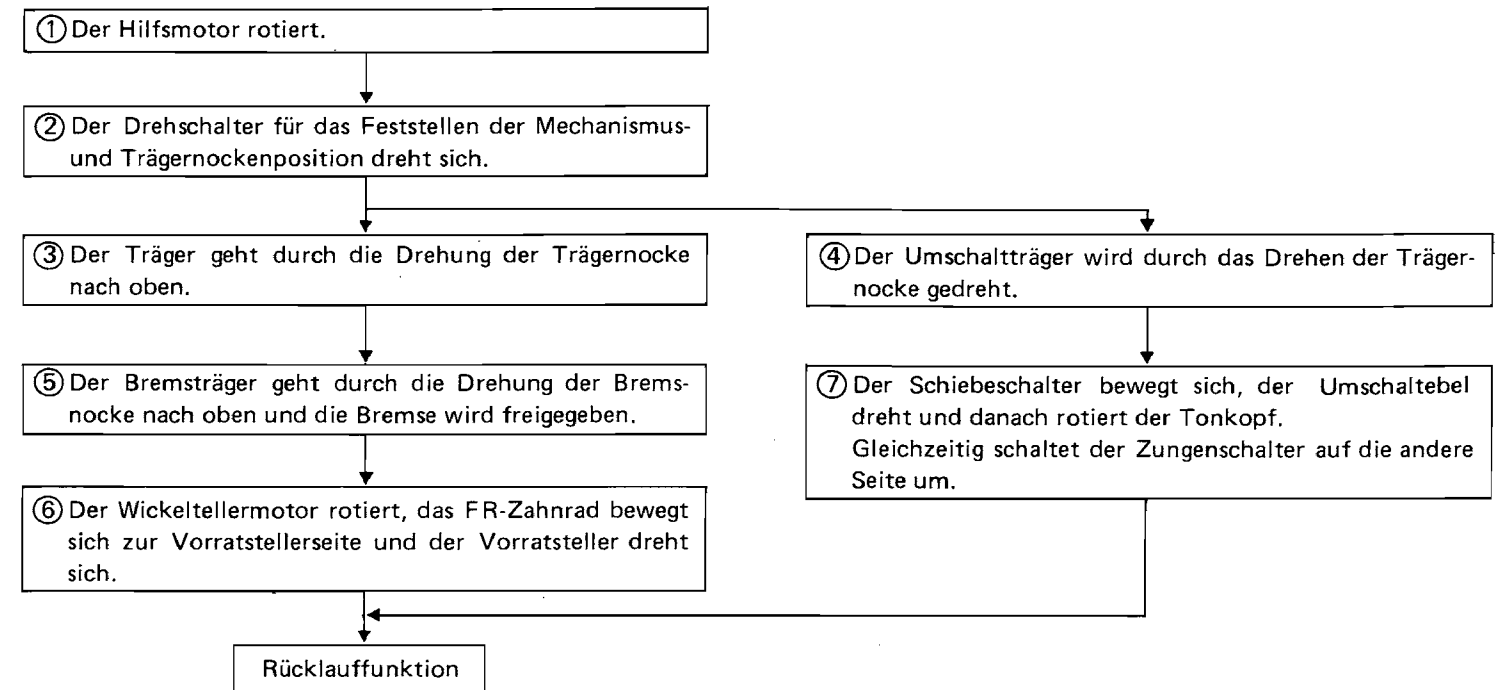 ① Der Hilfsmotor rotiert.
② Der Drehschalter für das Feststellen der Mechanismus-
und Trägernockenposition dreht sich.
③ Der Träger geht durch die Drehung der Trägernocke
nach oben.
④ Der Umschaltträger wird durch das Drehen der Träger-
nocke gedreht.
⑤ Der Bremsträger geht durch die Drehung der Brems-
nocke nach oben und die Bremse wird freigegeben.
⑦ Der Schiebeschalter bewegt sich, der Umschaltebel
dreht und danach rotiert der Tonkopf.
Gleichzeitig schaltet der Zungenschalter auf die andere
Seite um.
⑥ Der Wickeltellermotor rotiert, das FR-Zahnrad bewegt
sich zur Vorratstellerseite und der Vorratsteller dreht
sich.
Rücklauffunktion